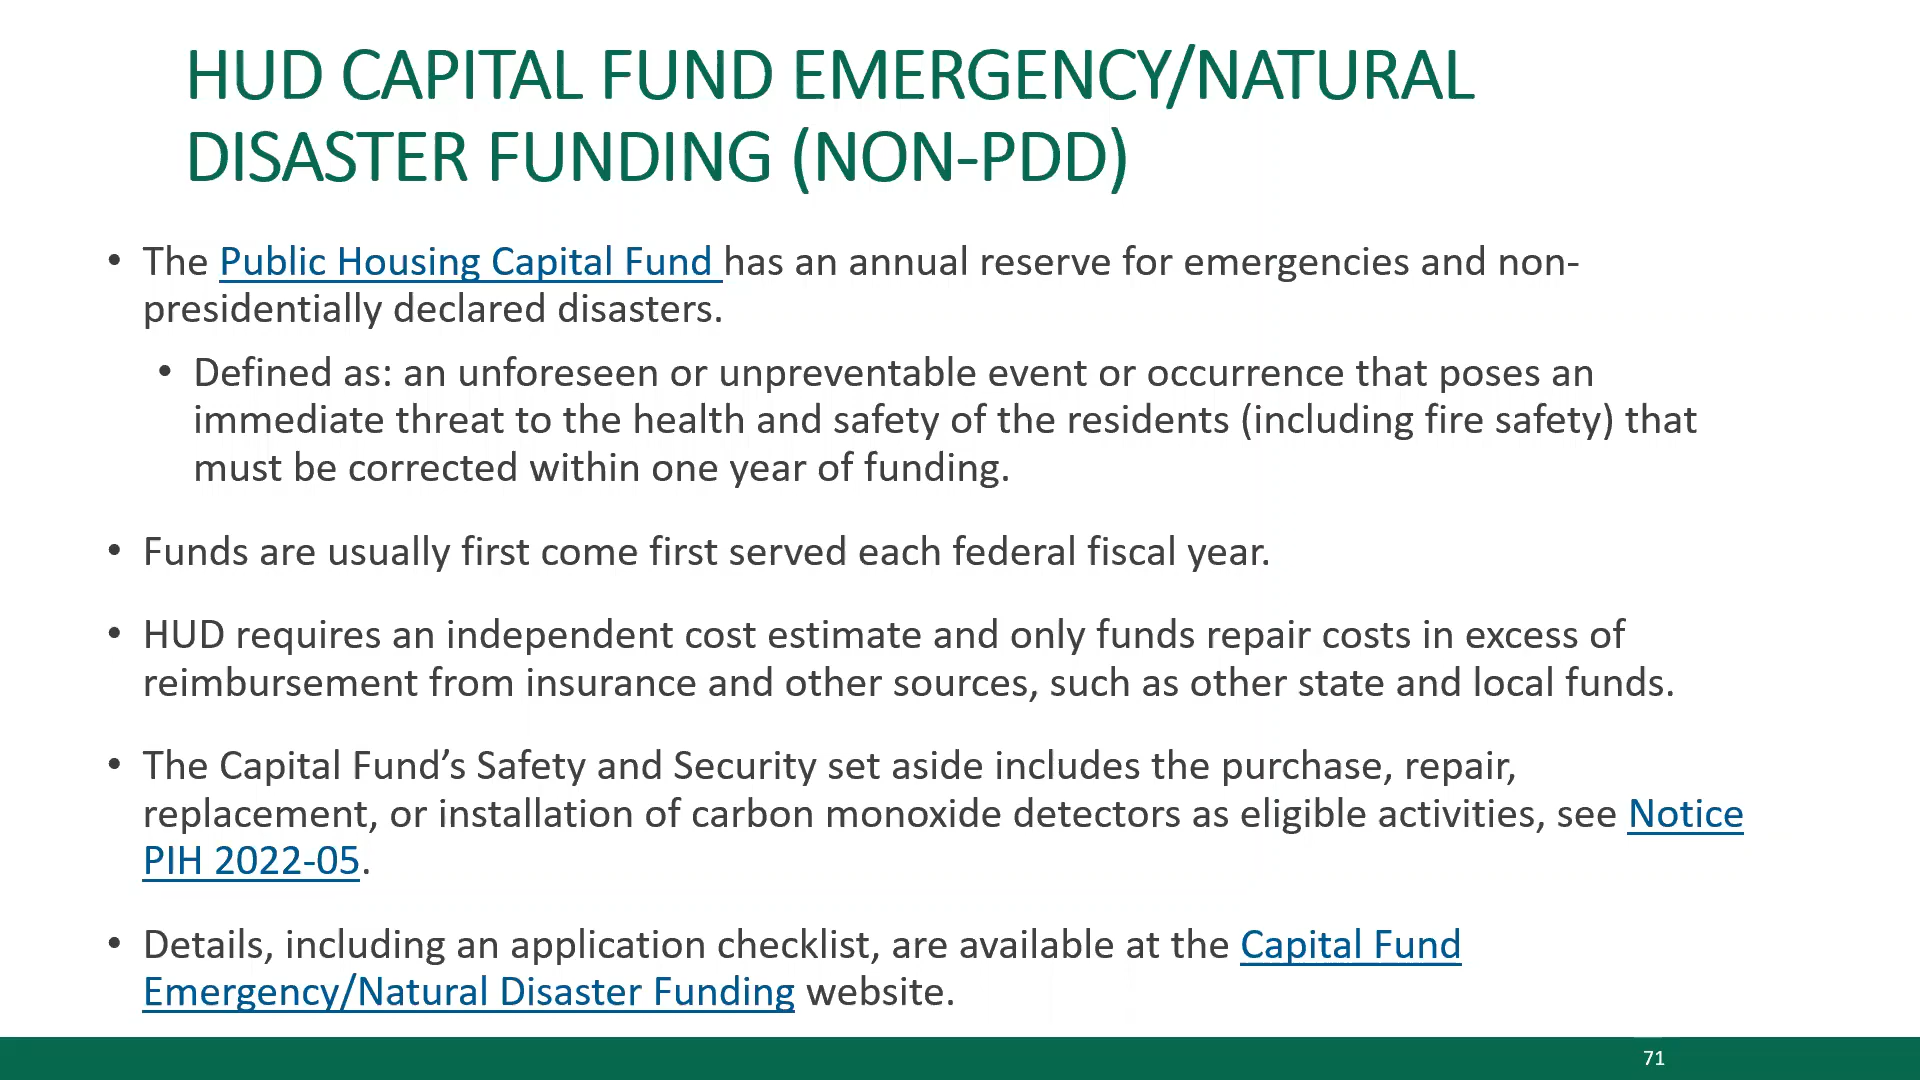 HUD CAPITAL FUND EMERGENCY/NATURAL
DISASTER FUNDING (NON-PDD)
• The Public Housing Capital Fund has an annual reserve for emergencies and non-
presidentially declared disasters.
• Defined as: an unforeseen or unpreventable event or occurrence that poses an
immediate threat to the health and safety of the residents (including fire safety) that
must be corrected within one year of funding.
• Funds are usually first come first served each federal fiscal year.
• HUD requires an independent cost estimate and only funds repair costs in excess of
reimbursement from insurance and other sources, such as other state and local funds.
• The Capital Fund’s Safety and Security set aside includes the purchase, repair,
replacement, or installation of carbon monoxide detectors as eligible activities, see Notice
PIH 2022-05.
• Details, including an application checklist, are available at the Capital Fund
Emergency/Natural Disaster Funding website.
71